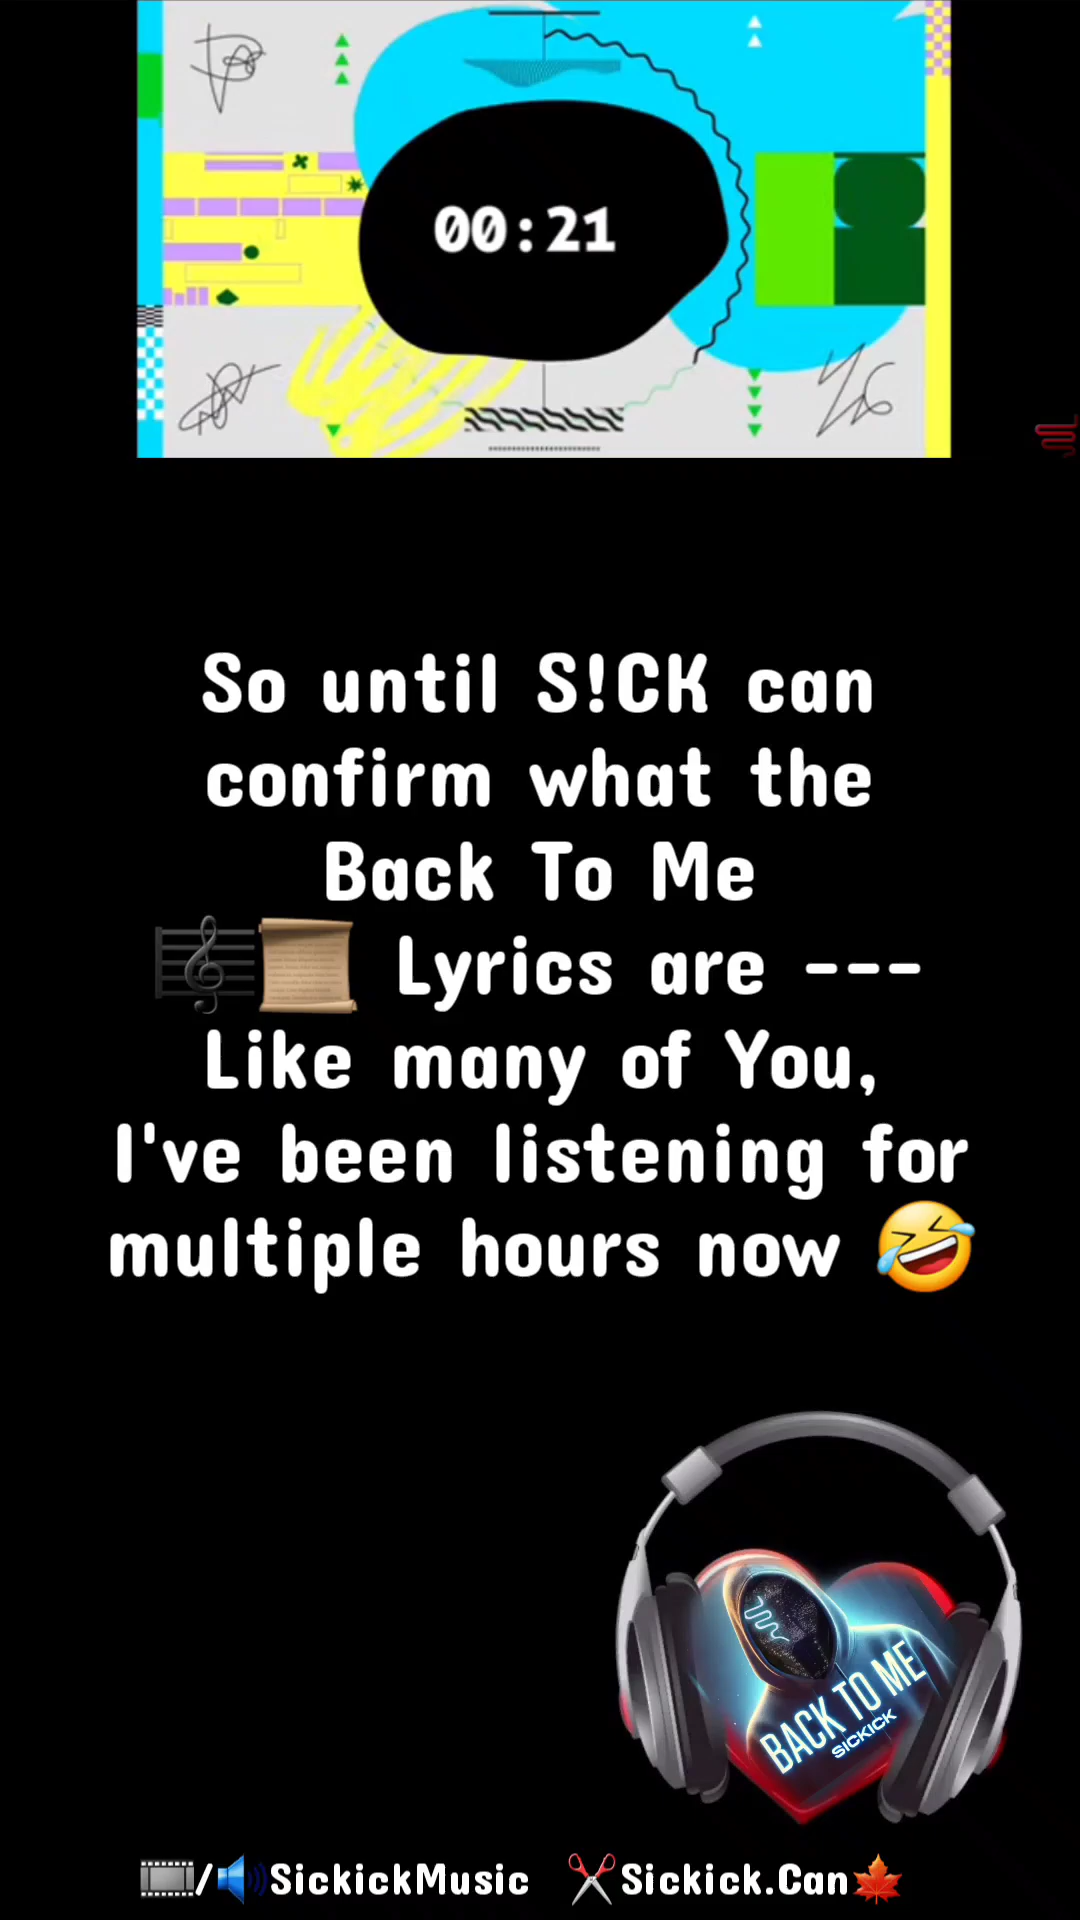 00:21
So until S!CK can
confirm what the
Back To Me
🎼📜 Lyrics are ---
Like many of You,
I've been listening for
multiple hours now 🤣
BACK TO ME
SICKICK
🎞️/🔊SickickMusic ✂️Sickick.Can🍁